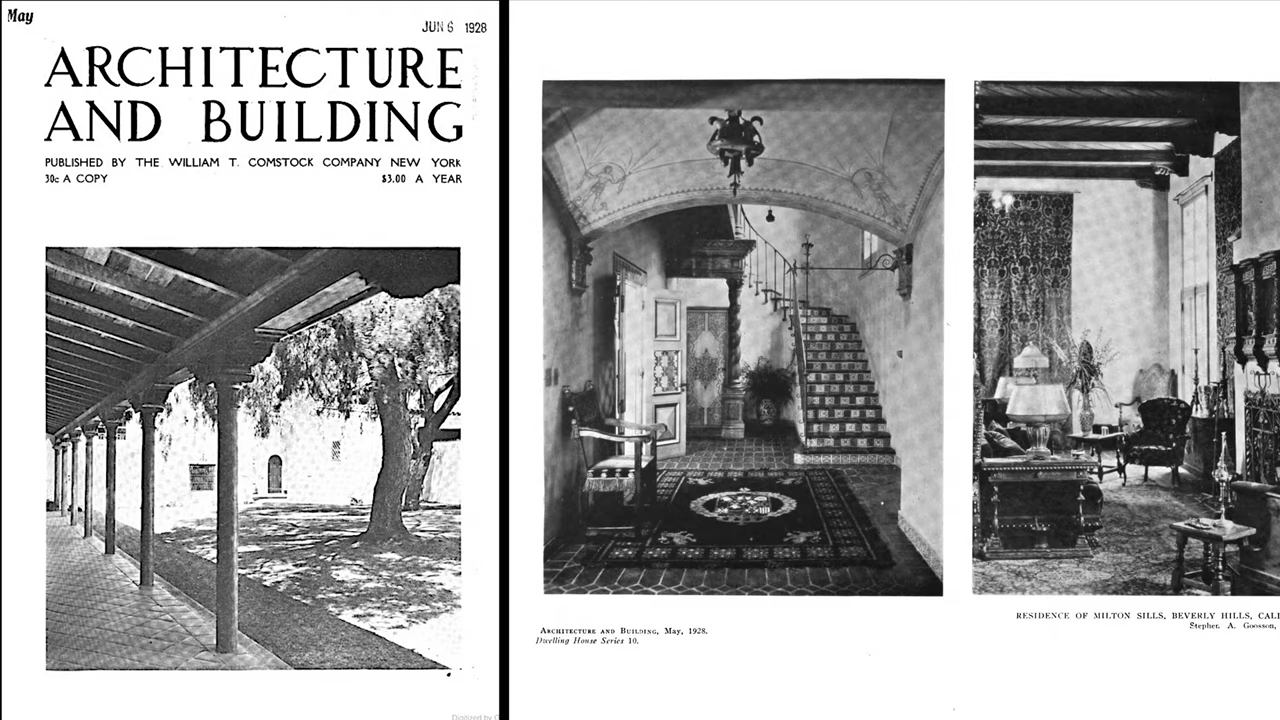 May
JUN 6 1928
ARCHITECTURE
AND BUILDING
PUBLISHED BY THE WILLIAM T. COMSTOCK COMPANY NEW YORK
30c A COPY
$3.00 A YEAR
Digitized by
ARCHITECTURE AND BUILDING, May, 1928.
Dwelling House Series 10.
RESIDENCE OF MILTON SILLS, BEVERLY HILLS, CALI
Stephen A. Goosson,